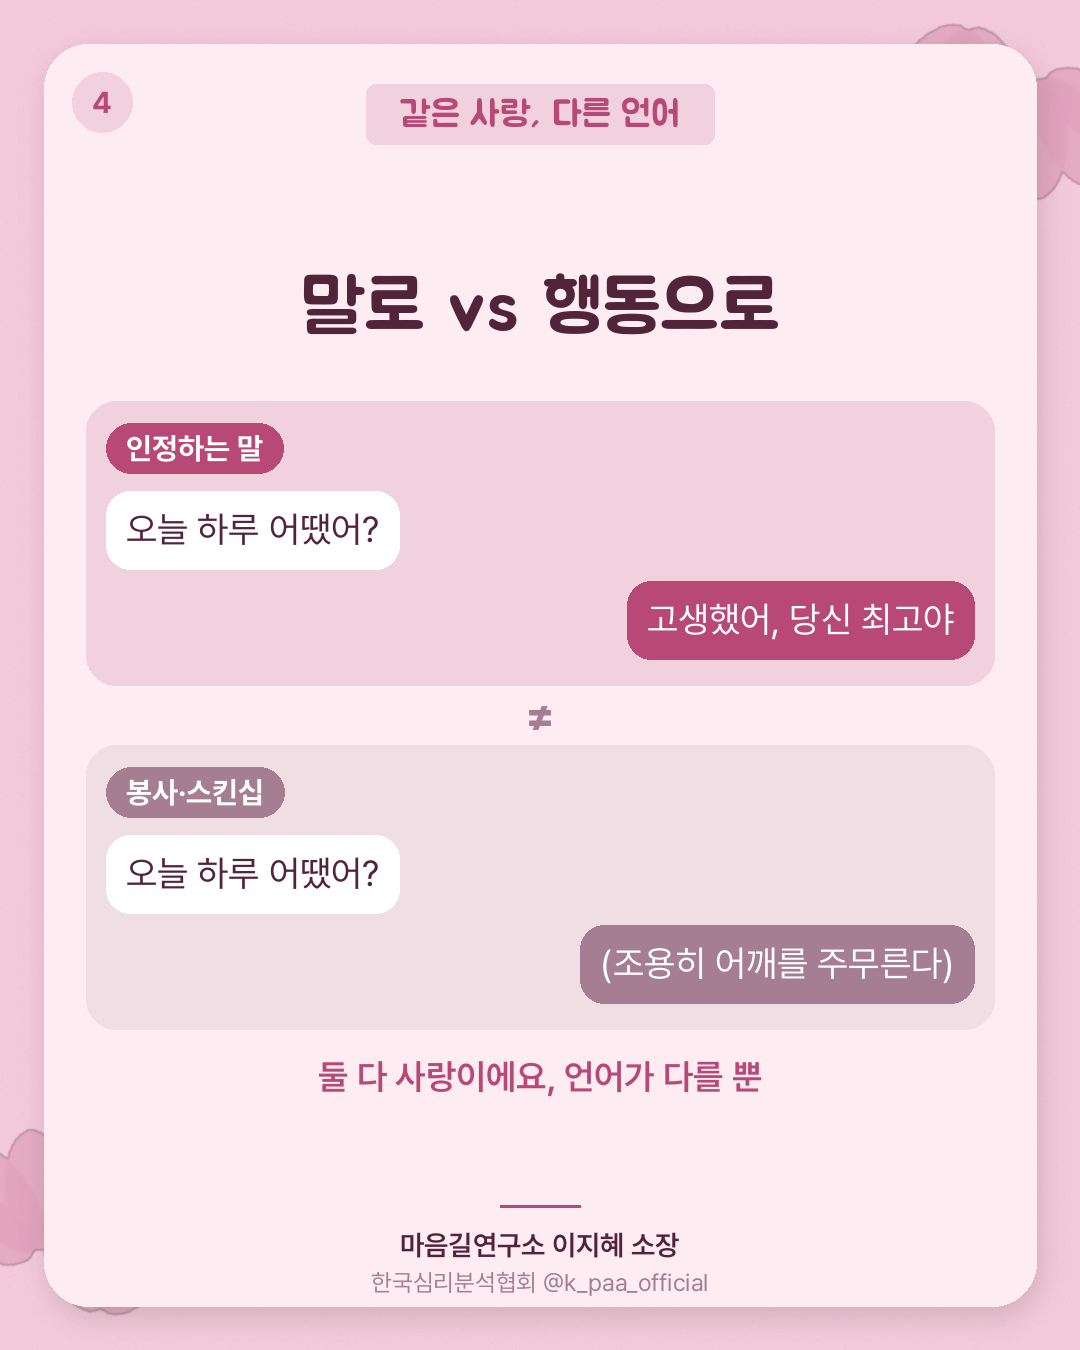 4
같은 사랑, 다른 언어
말로 vs 행동으로
인정하는 말
오늘 하루 어땠어?
고생했어, 당신 최고야
≠
봉사·스킨십
오늘 하루 어땠어?
(조용히 어깨를 주무른다)
둘 다 사랑이에요, 언어가 다를 뿐
마음길연구소 이지혜 소장
한국심리분석협회 @k_paa_official